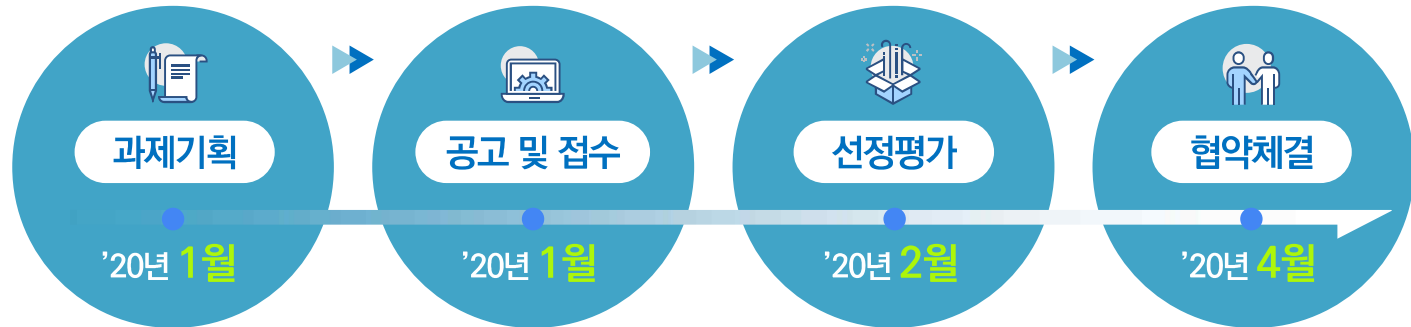 과제기획
공고 및 접수
선정평가
협약체결
’20년 1월
’20년 1월
’20년 2월
’20년 4월